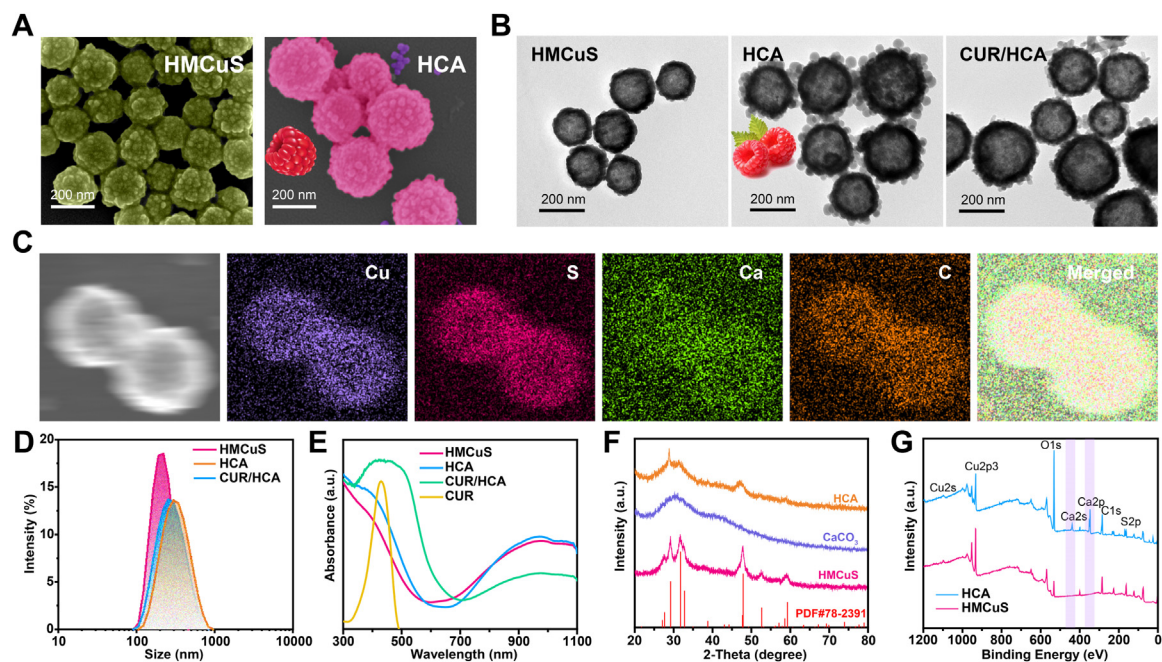 A
HMCuS
200 nm
HCA
200 nm
B
HMCuS
200 nm
HCA
200 nm
CUR/HCA
200 nm
C
Cu
S
Ca
C
Merged
D
20
15
10
5
0
Intensity (%)
HMCuS
HCA
CUR/HCA
10
100
1000
10000
Size (nm)
E
Absorbance (a.u.)
HMCuS
HCA
CUR/HCA
CUR
300
500
700
900
1100
Wavelength (nm)
F
Intensity (a.u.)
HCA
CaCO₃
HMCuS
PDF#78-2391
20
30
40
50
60
70
80
2-Theta (degree)
G
Intensity (a.u.)
Cu2s
Cu2p3
O1s
Ca2s
Ca2p
C1s
S2p
HCA
HMCuS
1200
1000
800
600
400
200
0
Binding Energy (eV)